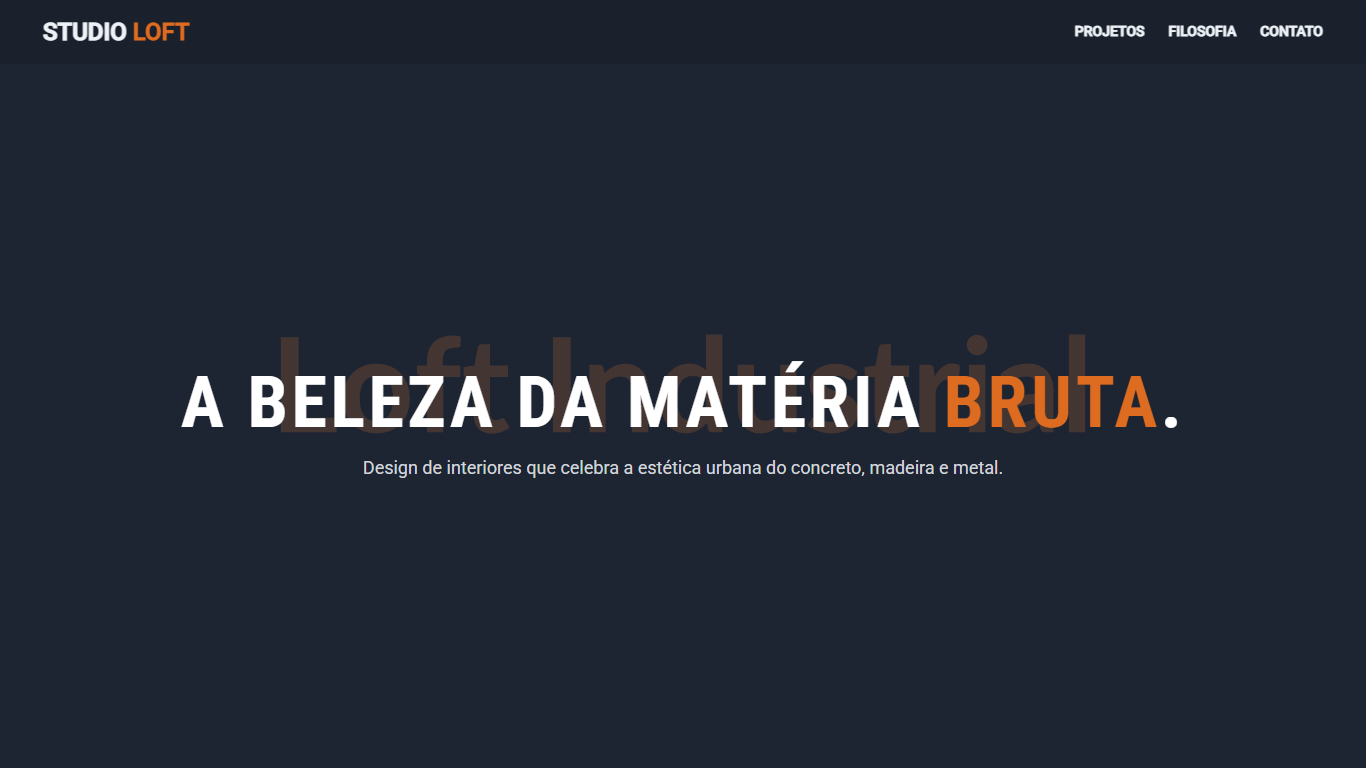 STUDIO LOFT
PROJETOS FILOSOFIA CONTATO
Loft Industrial
A BELEZA DA MATÉRIA BRUTA.
Design de interiores que celebra a estética urbana do concreto, madeira e metal.